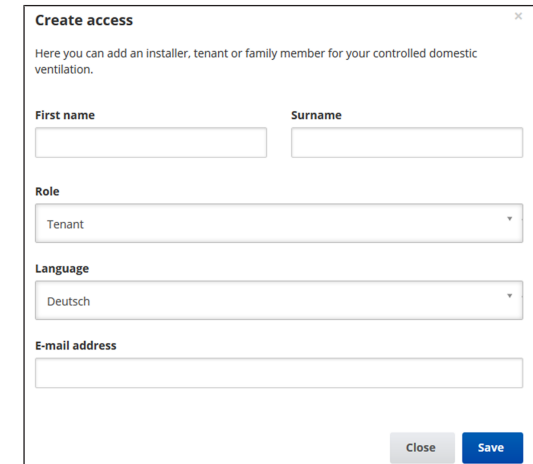 Create access
×
Here you can add an installer, tenant or family member for your controlled domestic
ventilation.
First name Surname
Role
Tenant
Language
Deutsch
E-mail address
Close Save